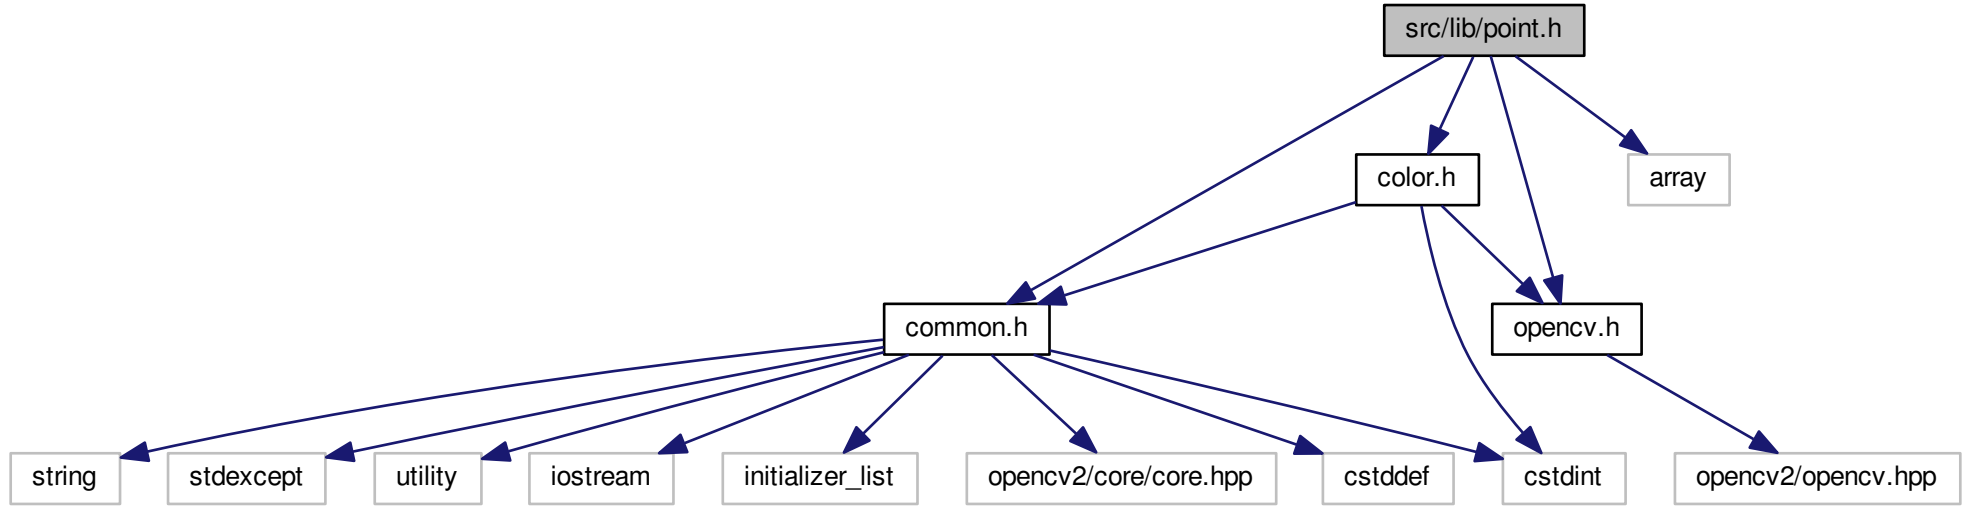 src/lib/point.h
color.h
array
common.h
opencv.h
string
stdexcept
utility
iostream
initializer_list
opencv2/core/core.hpp
cstddef
cstdint
opencv2/opencv.hpp